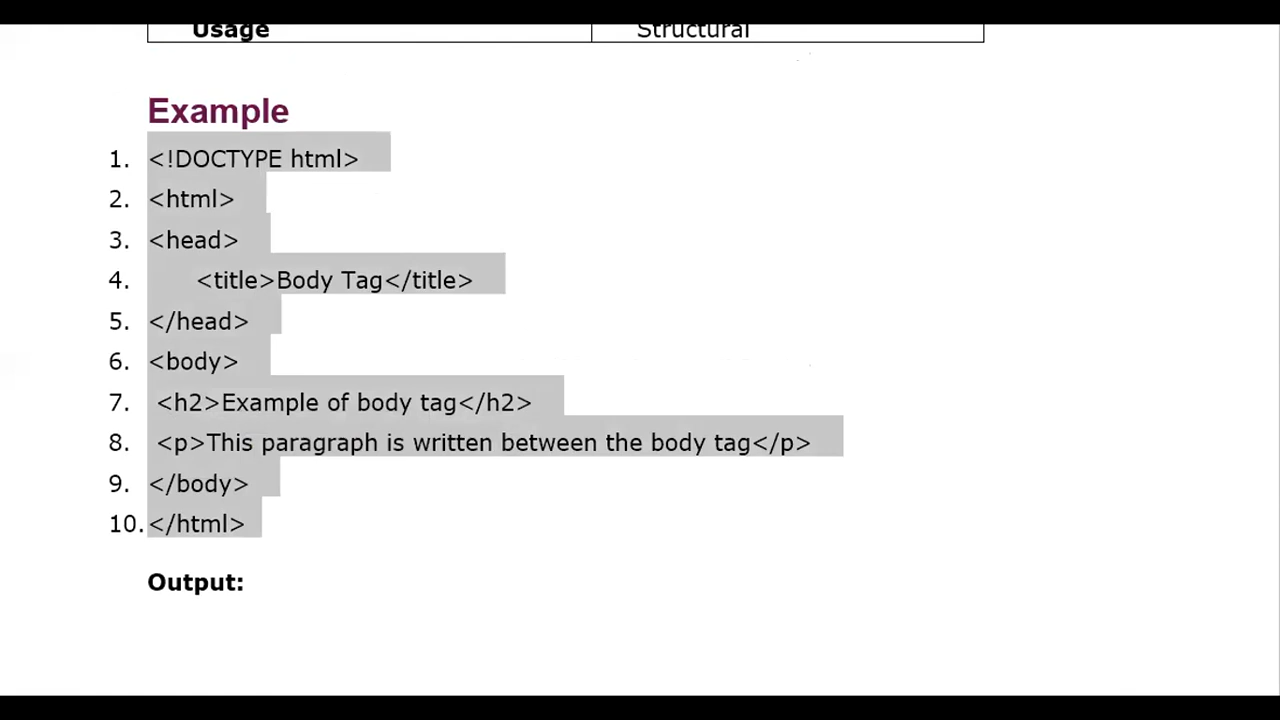 Usage Structural
Example
1. <!DOCTYPE html>
2. <html>
3. <head>
4. <title>Body Tag</title>
5. </head>
6. <body>
7. <h2>Example of body tag</h2>
8. <p>This paragraph is written between the body tag</p>
9. </body>
10. </html>
Output: